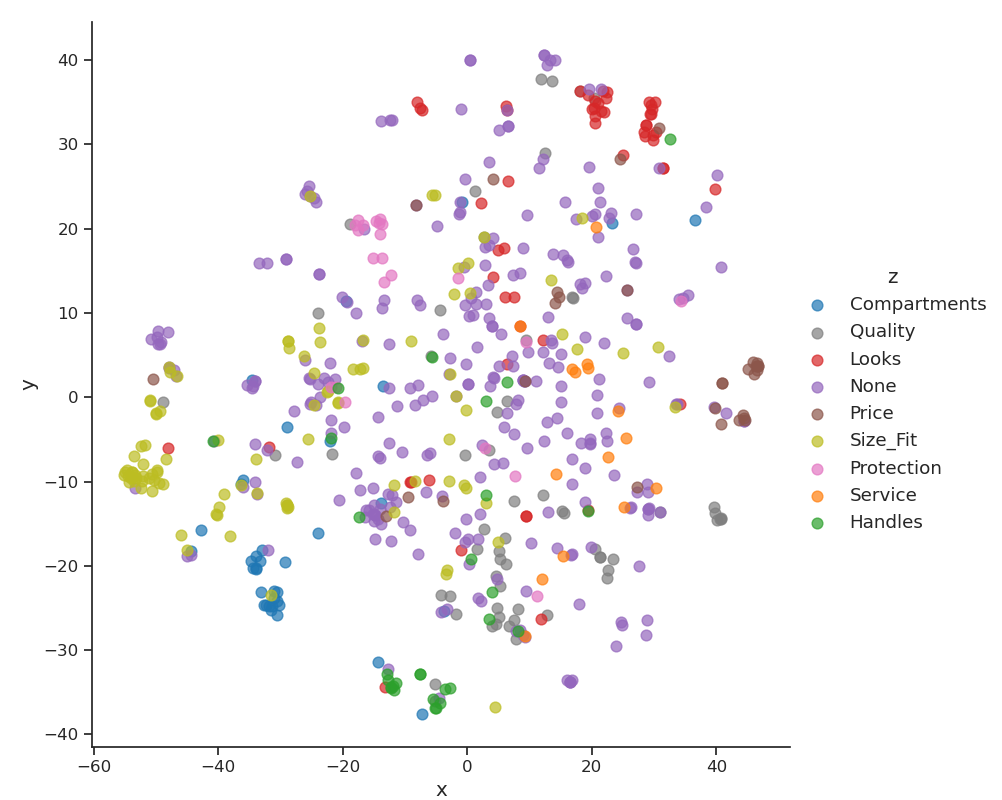 40
30
20
10
0
−10
−20
−30
−40
y
−60 −40 −20 0 20 40
x
z
Compartments
Quality
Looks
None
Price
Size_Fit
Protection
Service
Handles